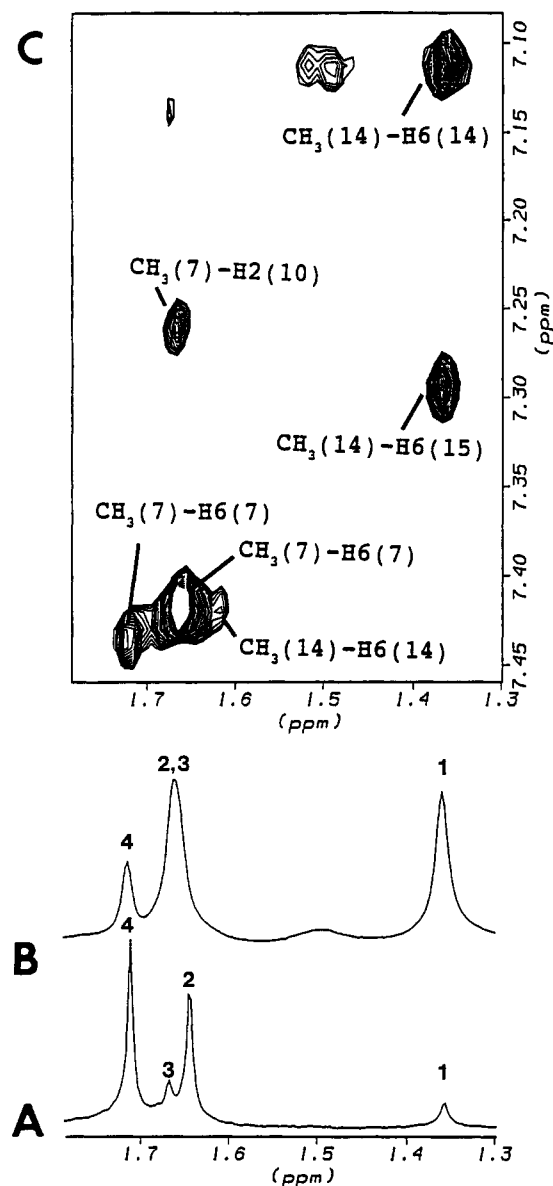 C
7.10
CH₃(14)-H6(14)
7.15
7.20
CH₃(7)-H2(10)
7.25
(ppm)
7.30
CH₃(14)-H6(15)
7.35
CH₃(7)-H6(7)
7.40
CH₃(7)-H6(7)
CH₃(14)-H6(14)
7.45
1.7 1.6 1.5 1.4 1.3
(ppm)
2,3
1
4
B
4
2
3
1
A
1.7 1.6 1.5 1.4 1.3
(ppm)